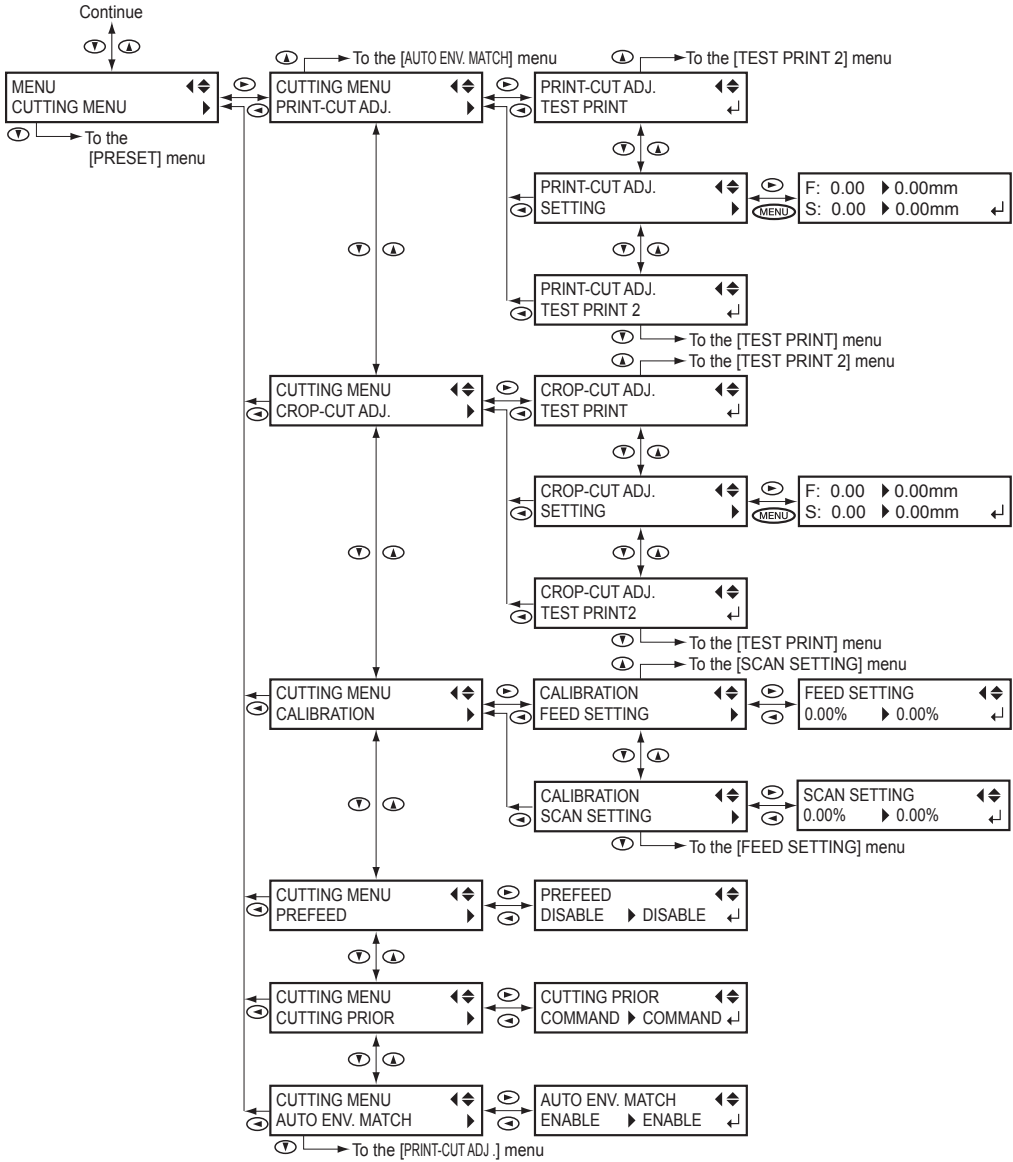 Continue
To the [AUTO ENV. MATCH] menu
To the [TEST PRINT 2] menu
MENU
CUTTING MENU
To the
[PRESET] menu
CUTTING MENU
PRINT-CUT ADJ.
PRINT-CUT ADJ.
TEST PRINT
PRINT-CUT ADJ.
SETTING
MENU
F: 0.00 0.00mm
S: 0.00 0.00mm
PRINT-CUT ADJ.
TEST PRINT 2
To the [TEST PRINT] menu
To the [TEST PRINT 2] menu
CUTTING MENU
CROP-CUT ADJ.
CROP-CUT ADJ.
TEST PRINT
CROP-CUT ADJ.
SETTING
MENU
F: 0.00 0.00mm
S: 0.00 0.00mm
CROP-CUT ADJ.
TEST PRINT2
To the [TEST PRINT] menu
To the [SCAN SETTING] menu
CUTTING MENU
CALIBRATION
CALIBRATION
FEED SETTING
FEED SETTING
0.00% 0.00%
CALIBRATION
SCAN SETTING
SCAN SETTING
0.00% 0.00%
To the [FEED SETTING] menu
CUTTING MENU
PREFEED
PREFEED
DISABLE DISABLE
CUTTING MENU
CUTTING PRIOR
CUTTING PRIOR
COMMAND COMMAND
CUTTING MENU
AUTO ENV. MATCH
AUTO ENV. MATCH
ENABLE ENABLE
To the [PRINT-CUT ADJ .] menu